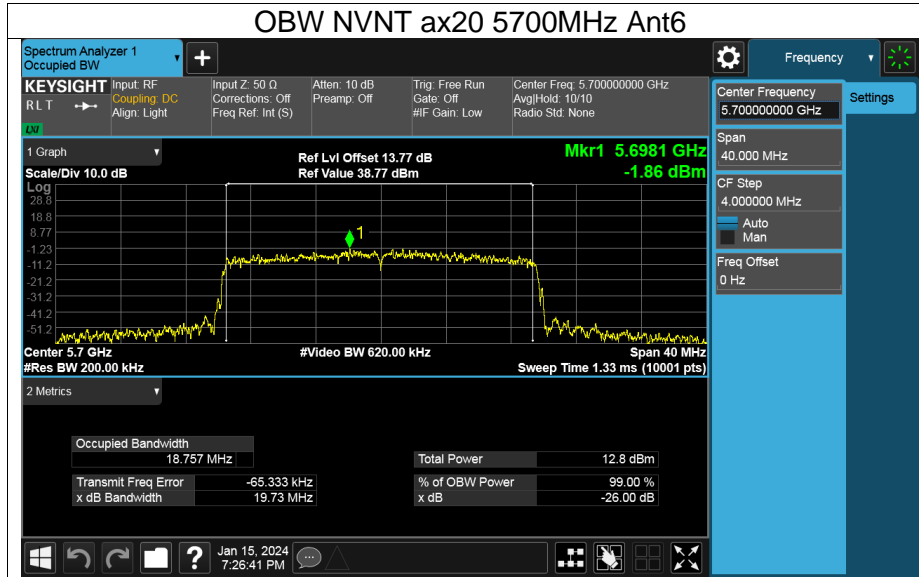 OBW NVNT ax20 5700MHz Ant6
Spectrum Analyzer 1
Occupied BW
+
Frequency
KEYSIGHT
RLT
LXI
Input: RF
Coupling: DC
Align: Light
Input Z: 50 Ω
Corrections: Off
Freq Ref: Int (S)
Atten: 10 dB
Preamp: Off
Trig: Free Run
Gate: Off
#IF Gain: Low
Center Freq: 5.700000000 GHz
Avg|Hold: 10/10
Radio Std: None
Center Frequency
5.700000000 GHz
Settings
Span
40.000 MHz
CF Step
4.000000 MHz
Auto
Man
Freq Offset
0 Hz
1 Graph
Ref Lvl Offset 13.77 dB
Mkr1 5.6981 GHz
Scale/Div 10.0 dB
Ref Value 38.77 dBm
-1.86 dBm
Log
28.8
18.8
8.77
-1.23
-11.2
-21.2
-31.2
-41.2
-51.2
1
Center 5.7 GHz
#Video BW 620.00 kHz
Span 40 MHz
#Res BW 200.00 kHz
Sweep Time 1.33 ms (10001 pts)
2 Metrics
Occupied Bandwidth
18.757 MHz
Total Power 12.8 dBm
Transmit Freq Error -65.333 kHz
% of OBW Power 99.00 %
x dB Bandwidth 19.73 MHz
x dB -26.00 dB
?
Jan 15, 2024
7:26:41 PM